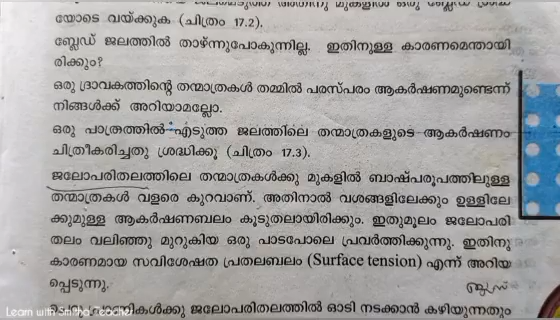 യോടെ വയ്ക്കുക (ചിത്രം 17.2).
ബ്ലേഡ് ജലത്തിൽ താഴ്ന്നുപോകുന്നില്ല. ഇതിനുള്ള കാരണമെന്തായി
രിക്കും?
ഒരു ദ്രാവകത്തിന്റെ തന്മാത്രകൾ തമ്മിൽ പരസ്പരം ആകർഷണമുണ്ടെന്ന്
നിങ്ങൾക്ക് അറിയാമല്ലോ.
ഒരു പാത്രത്തിൽ എടുത്ത ജലത്തിലെ തന്മാത്രകളുടെ ആകർഷണം
ചിത്രീകരിച്ചതു ശ്രദ്ധിക്കൂ (ചിത്രം 17.3).
ജലോപരിതലത്തിലെ തന്മാത്രകൾക്കു മുകളിൽ ബാഷ്പരൂപത്തിലുള്ള
തന്മാത്രകൾ വളരെ കുറവാണ്. അതിനാൽ വശങ്ങളിലേക്കും ഉള്ളിലേ
ക്കുമുള്ള ആകർഷണബലം കൂടുതലായിരിക്കും. ഇതുമൂലം ജലോപരി
തലം വലിഞ്ഞു മുറുകിയ ഒരു പാടപോലെ പ്രവർത്തിക്കുന്നു. ഇതിനു
കാരണമായ സവിശേഷത പ്രതലബലം (Surface tension) എന്ന് അറിയ
പ്പെടുന്നു.
ജലോപരിതലത്തിൽ ഓടി നടക്കാൻ കഴിയുന്നതും
Learn with Smitha Teacher